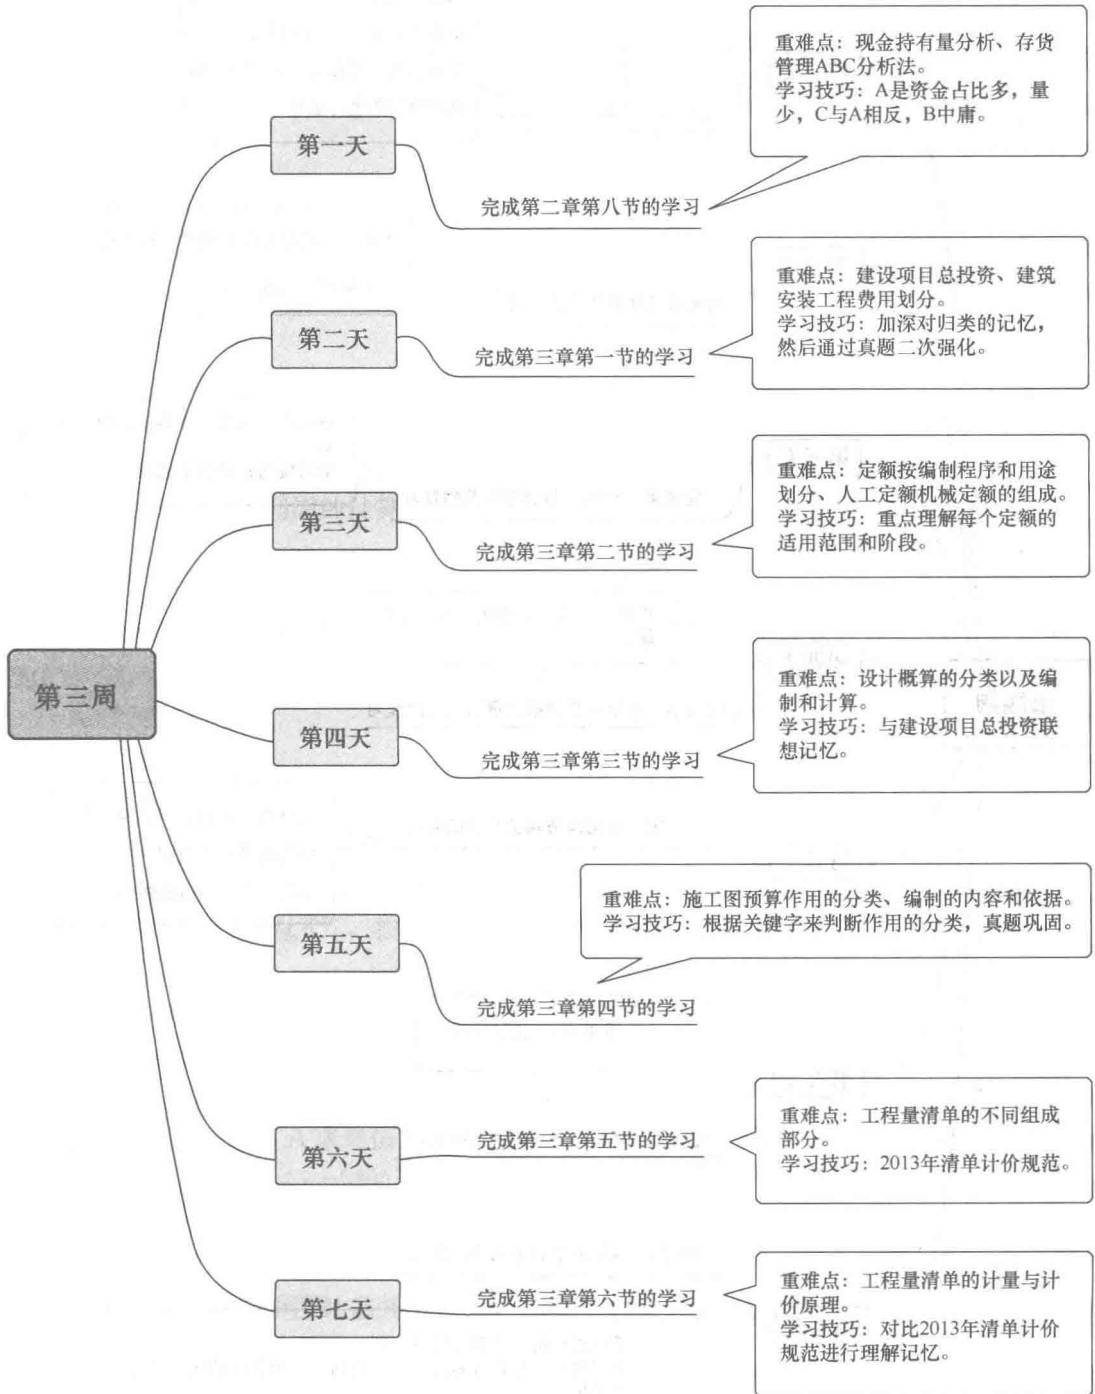 第三周
第一天
完成第二章第八节的学习
重难点：现金持有量分析、存货
管理ABC分析法。
学习技巧：A是资金占比多，量
少，C与A相反，B中庸。
第二天
完成第三章第一节的学习
重难点：建设项目总投资、建筑
安装工程费用划分。
学习技巧：加深对归类的记忆，
然后通过真题二次强化。
第三天
完成第三章第二节的学习
重难点：定额按编制程序和用途
划分、人工定额机械定额的组成。
学习技巧：重点理解每个定额的
适用范围和阶段。
第四天
完成第三章第三节的学习
重难点：设计概算的分类以及编
制和计算。
学习技巧：与建设项目总投资联
想记忆。
第五天
完成第三章第四节的学习
重难点：施工图预算作用的分类、编制的内容和依据。
学习技巧：根据关键字来判断作用的分类，真题巩固。
第六天
完成第三章第五节的学习
重难点：工程量清单的不同组成
部分。
学习技巧：2013年清单计价规范。
第七天
完成第三章第六节的学习
重难点：工程量清单的计量与计
价原理。
学习技巧：对比2013年清单计价
规范进行理解记忆。